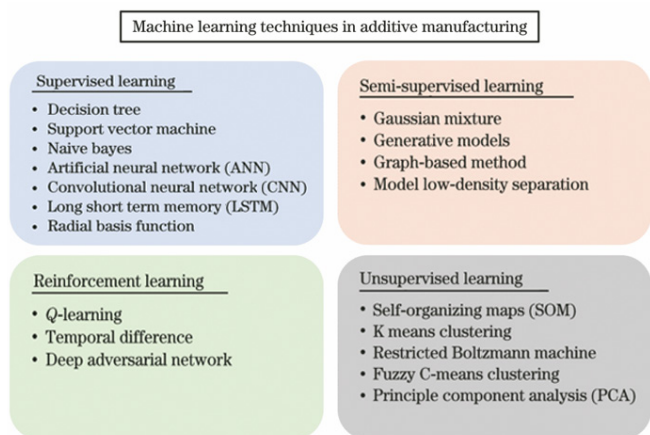 Machine learning techniques in additive manufacturing
Supervised learning
• Decision tree
• Support vector machine
• Naive bayes
• Artificial neural network (ANN)
• Convolutional neural network (CNN)
• Long short term memory (LSTM)
• Radial basis function
Semi-supervised learning
• Gaussian mixture
• Generative models
• Graph-based method
• Model low-density separation
Reinforcement learning
• Q-learning
• Temporal difference
• Deep adversarial network
Unsupervised learning
• Self-organizing maps (SOM)
• K means clustering
• Restricted Boltzmann machine
• Fuzzy C-means clustering
• Principle component analysis (PCA)